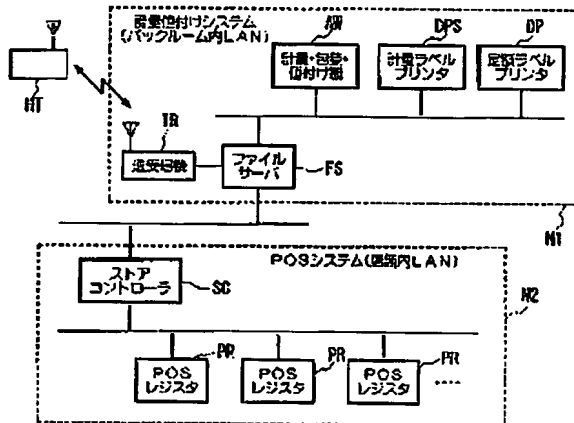 計量値付けシステム
(バックルーム内LAN)
AW
DPS
DP
計量・包装・
値付け機
計量ラベル
プリンタ
定額ラベル
プリンタ
HT
TR
送受信機
ファイル
サーバ
FS
N1
POSシステム(店舗内LAN)
ストア
コントローラ
SC
N2
PR
PR
PR
POS
レジスタ
POS
レジスタ
POS
レジスタ